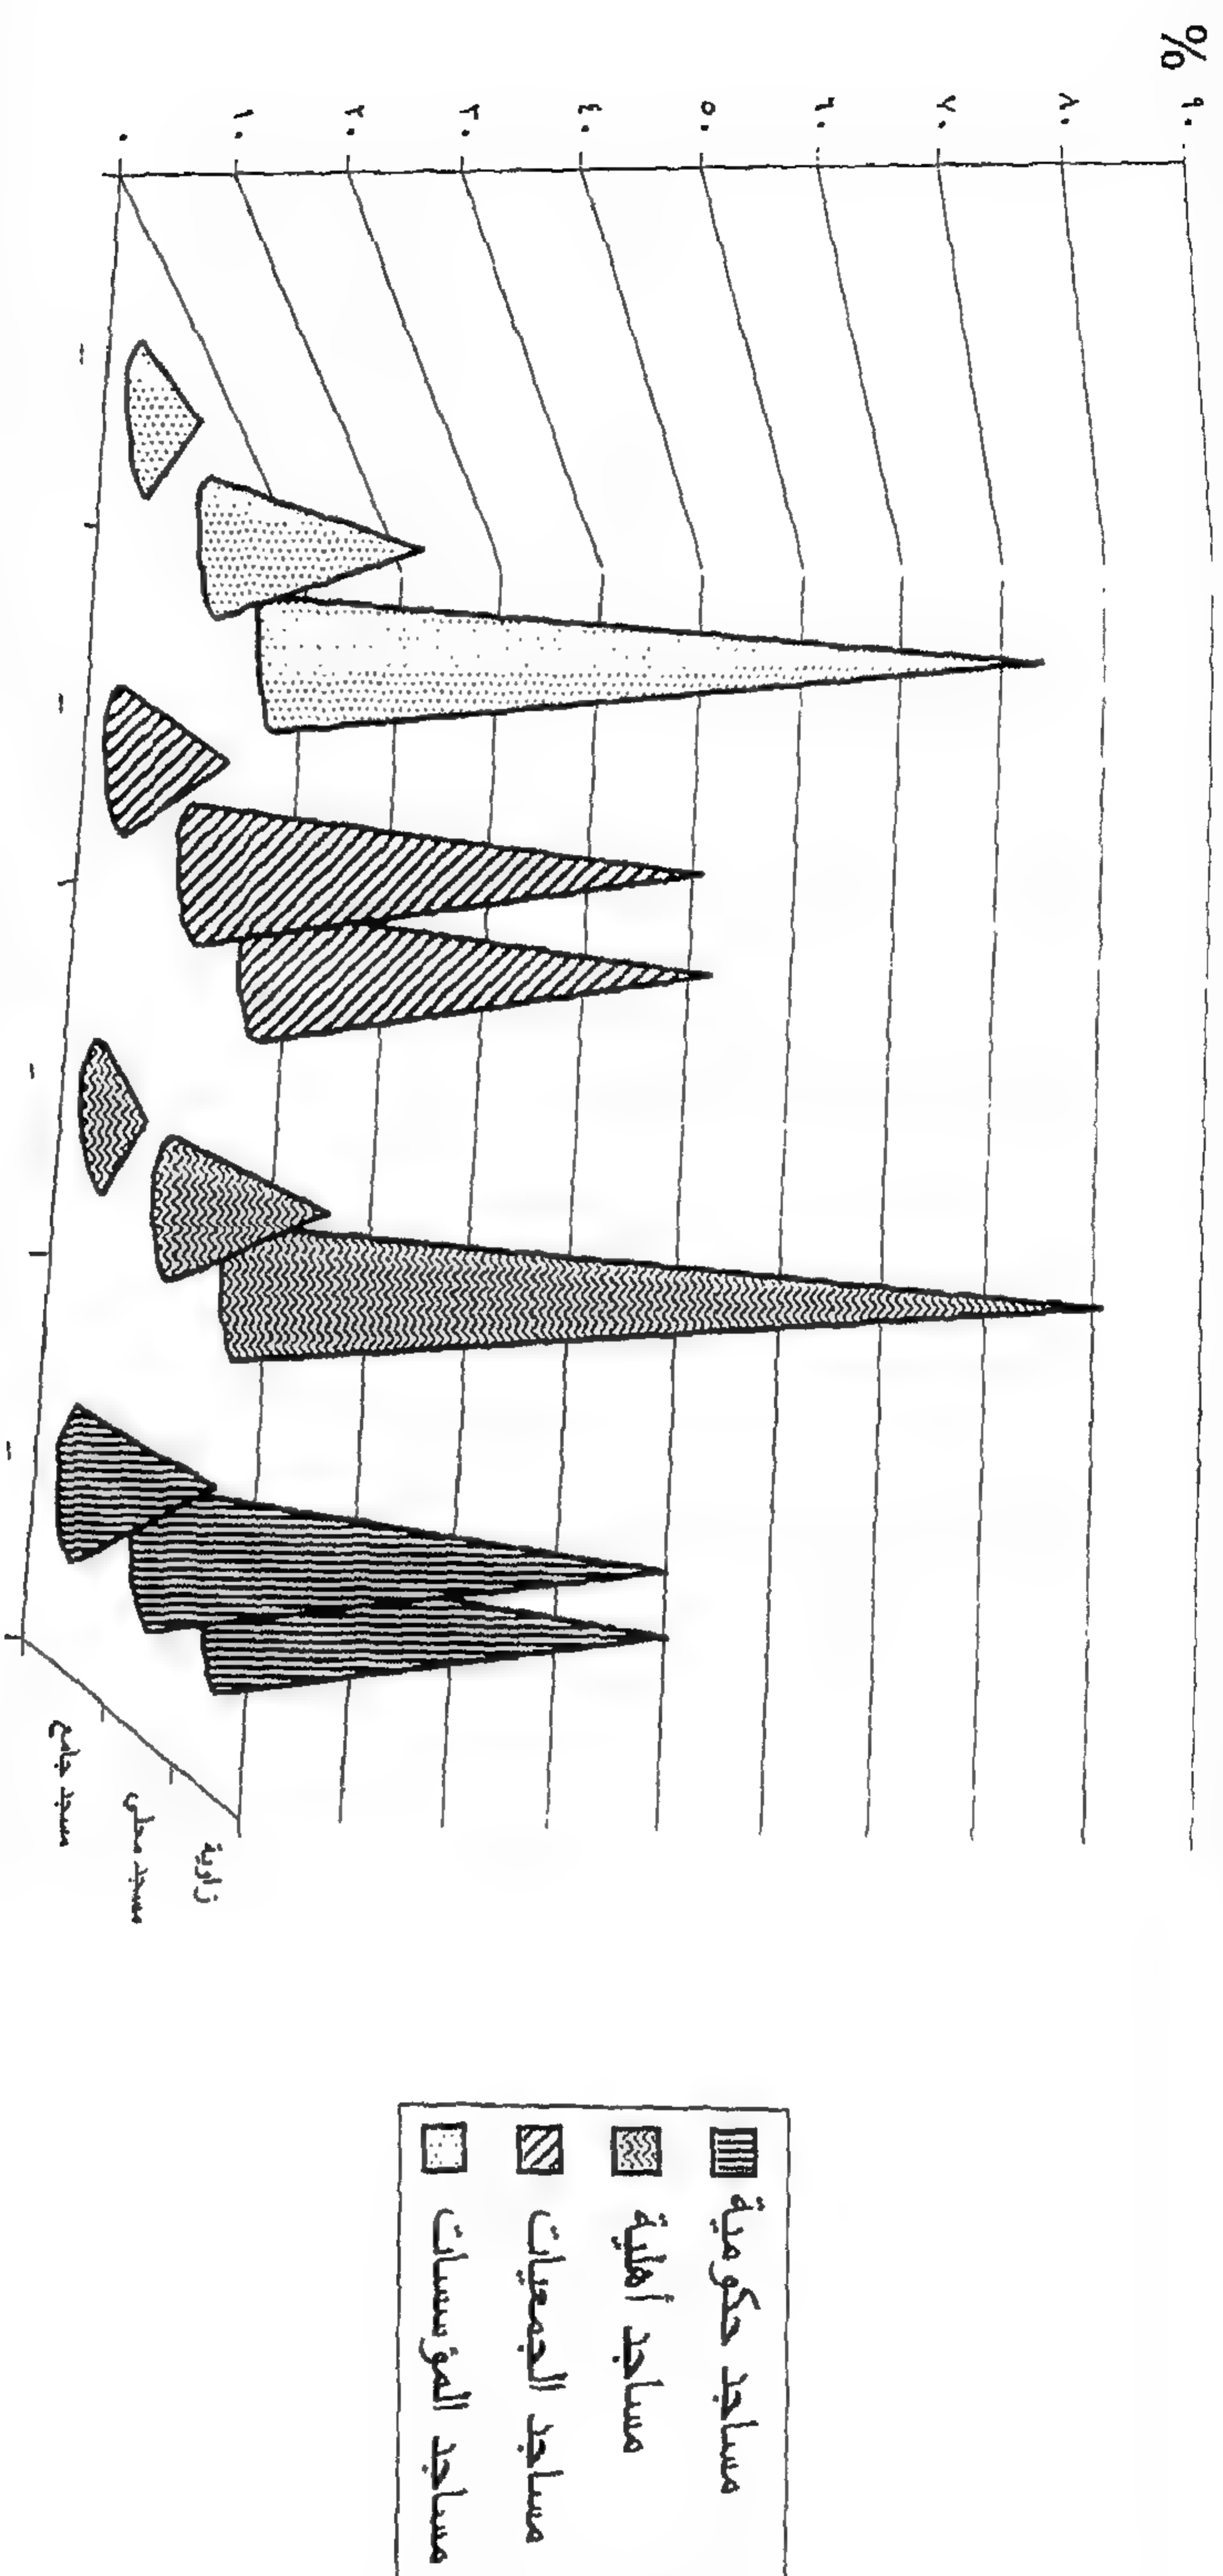 %
٩٠
٨٠
٧٠
٦٠
٥٠
٤٠
٣٠
٢٠
١٠
٠
زاوية
مسجد محلى
مسجد جامع
مساجد حكومية
مساجد أهلية
مساجد الجمعيات
مساجد المؤسسات